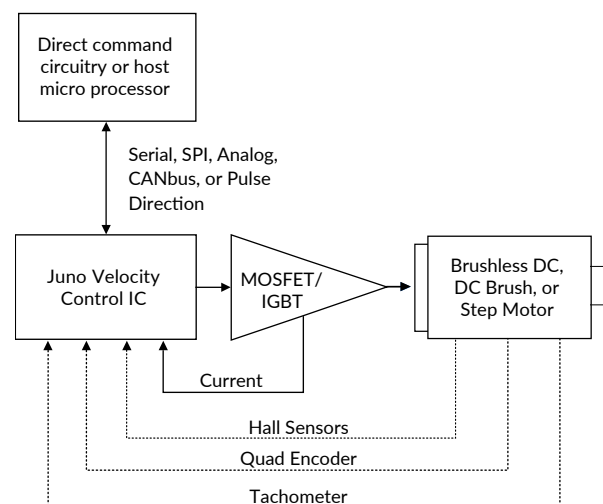 Direct command
circuitry or host
micro processor
Serial, SPI, Analog,
CANbus, or Pulse
Direction
Juno Velocity
Control IC
MOSFET/
IGBT
Brushless DC,
DC Brush, or
Step Motor
Current
Hall Sensors
Quad Encoder
Tachometer